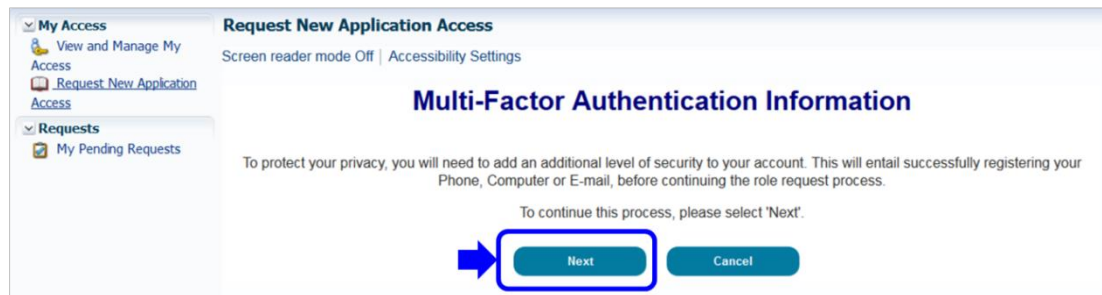 My Access
View and Manage My
Access
Request New Application
Access
Requests
My Pending Requests
Request New Application Access
Screen reader mode Off | Accessibility Settings
Multi-Factor Authentication Information
To protect your privacy, you will need to add an additional level of security to your account. This will entail successfully registering your
Phone, Computer or E-mail, before continuing the role request process.
To continue this process, please select 'Next'.
Next
Cancel